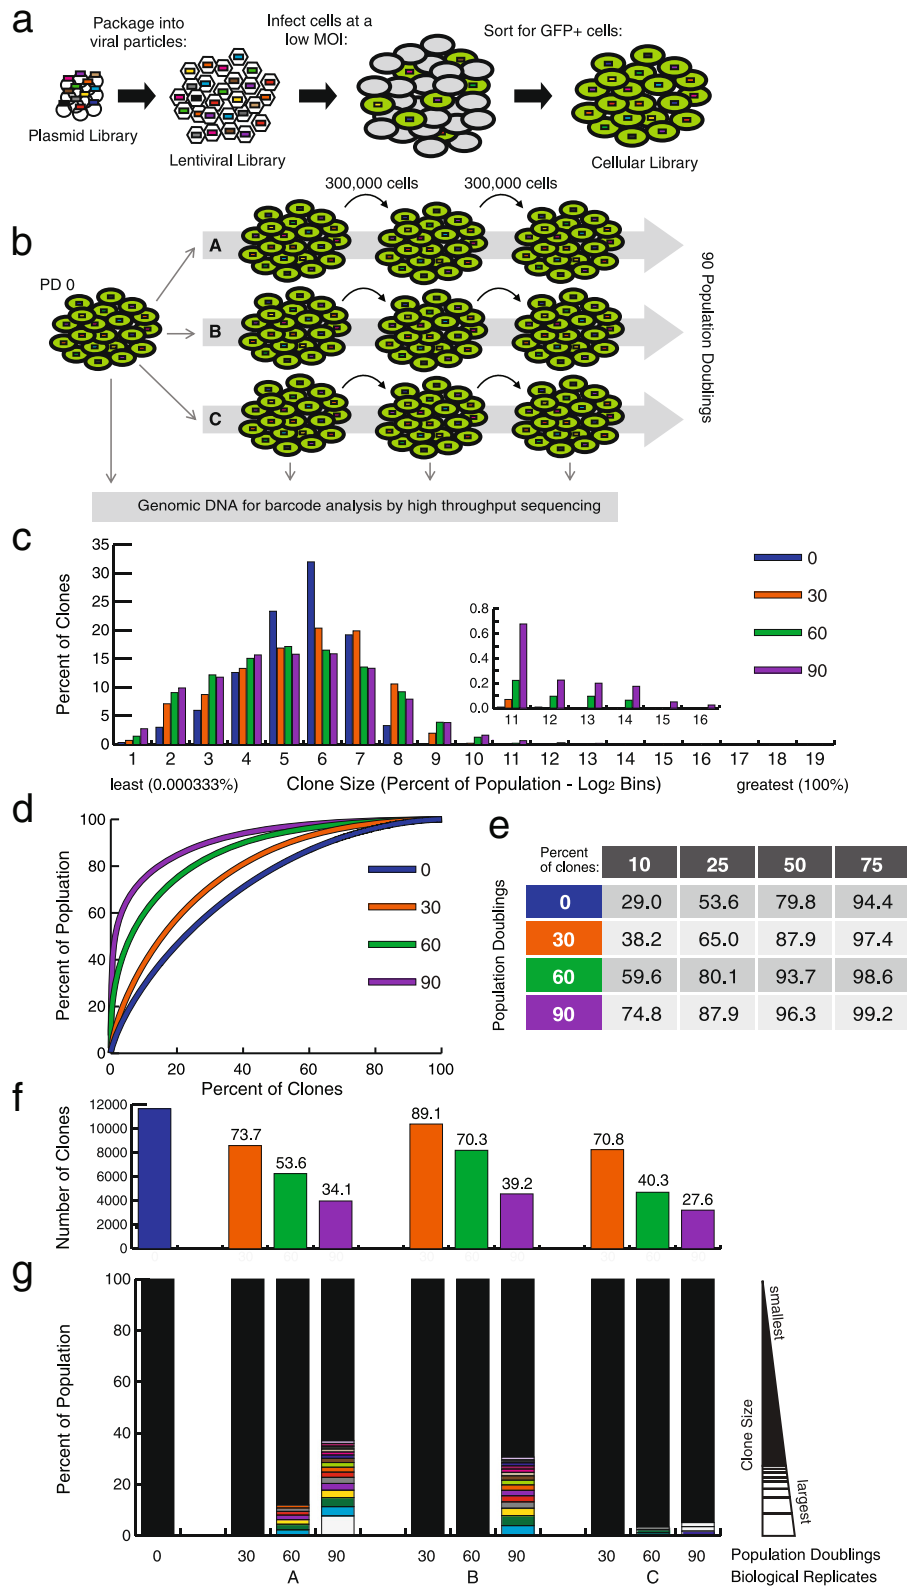 a
Package into
viral particles:
Infect cells at a
low MOI:
Sort for GFP+ cells:
Plasmid Library
Lentiviral Library
Cellular Library
b
300,000 cells
300,000 cells
PD 0
A
B
C
90 Population Doublings
Genomic DNA for barcode analysis by high throughput sequencing
c
Percent of Clones
35
30
25
20
15
10
5
0
0
30
60
90
0.8
0.6
0.4
0.2
0.0
11 12 13 14 15 16
1 2 3 4 5 6 7 8 9 10 11 12 13 14 15 16 17 18 19
least (0.000333%)
Clone Size (Percent of Population - Log2 Bins)
greatest (100%)
d
Percent of Popluation
100
80
60
40
20
0
0
30
60
90
0 20 40 60 80 100
Percent of Clones
e
Percent
of clones:
10 25 50 75
Population Doublings
0 29.0 53.6 79.8 94.4
30 38.2 65.0 87.9 97.4
60 59.6 80.1 93.7 98.6
90 74.8 87.9 96.3 99.2
f
Number of Clones
12000
10000
8000
6000
4000
2000
0
73.7
53.6
34.1
89.1
70.3
39.2
70.8
40.3
27.6
g
Percent of Population
100
80
60
40
20
0
smallest
Clone Size
largest
0 30 60 90 30 60 90 30 60 90 Population Doublings
A B C Biological Replicates